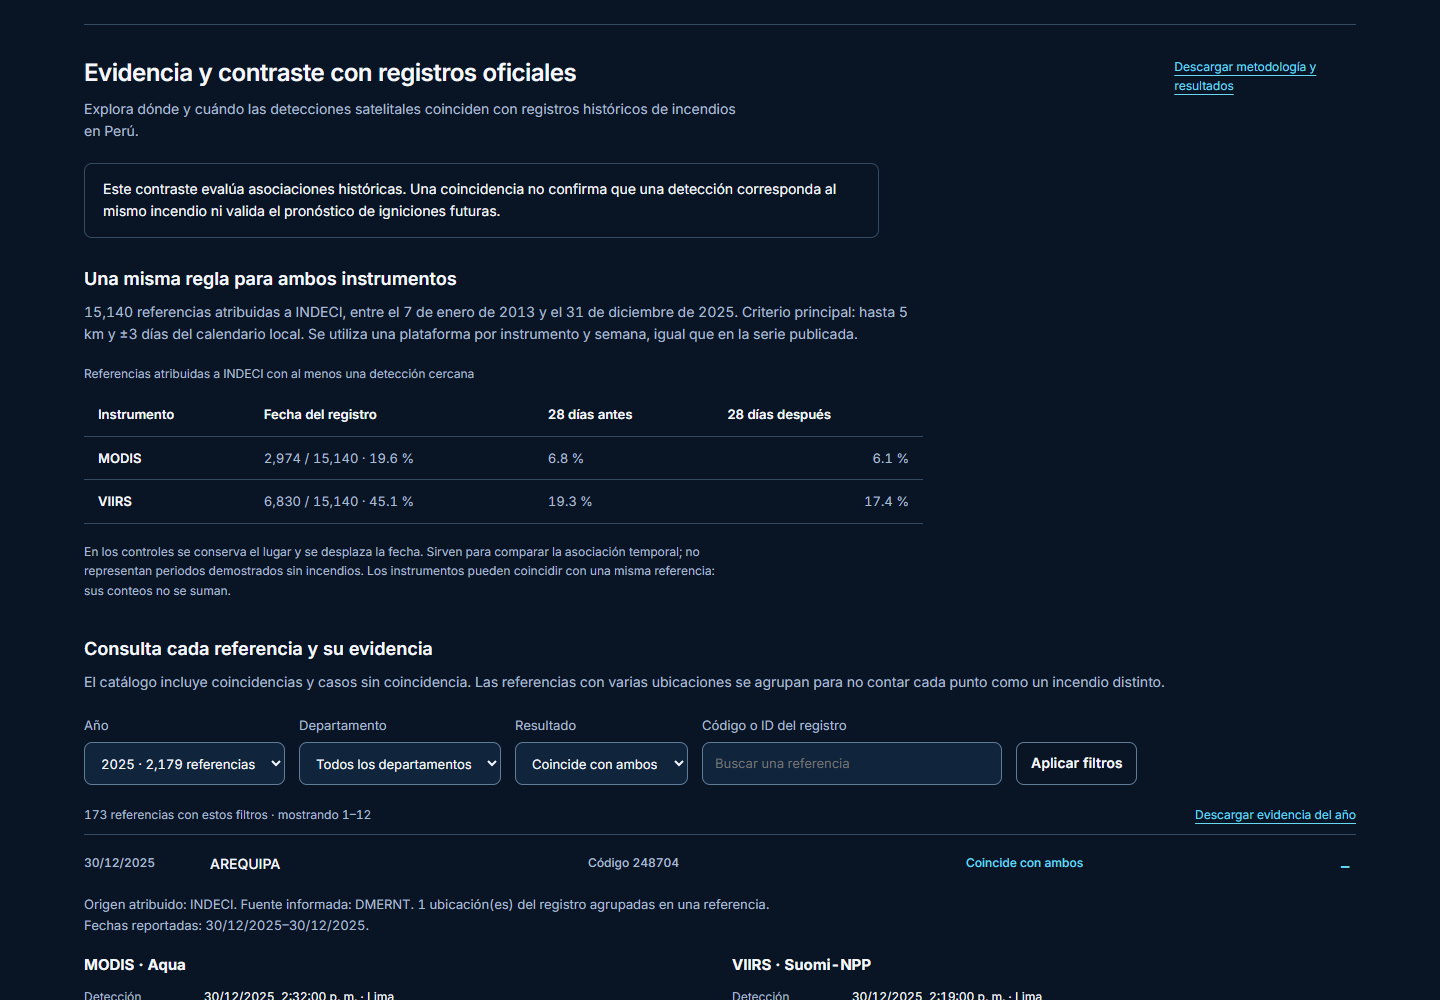 Evidencia y contraste con registros oficiales
Descargar metodología y
resultados
Explora dónde y cuándo las detecciones satelitales coinciden con registros históricos de incendios
en Perú.
Este contraste evalúa asociaciones históricas. Una coincidencia no confirma que una detección corresponda al
mismo incendio ni valida el pronóstico de igniciones futuras.
Una misma regla para ambos instrumentos
15,140 referencias atribuidas a INDECI, entre el 7 de enero de 2013 y el 31 de diciembre de 2025. Criterio principal: hasta 5
km y ±3 días del calendario local. Se utiliza una plataforma por instrumento y semana, igual que en la serie publicada.
Referencias atribuidas a INDECI con al menos una detección cercana
Instrumento Fecha del registro 28 días antes 28 días después
MODIS 2,974 / 15,140 · 19.6 % 6.8 % 6.1 %
VIIRS 6,830 / 15,140 · 45.1 % 19.3 % 17.4 %
En los controles se conserva el lugar y se desplaza la fecha. Sirven para comparar la asociación temporal; no
representan periodos demostrados sin incendios. Los instrumentos pueden coincidir con una misma referencia:
sus conteos no se suman.
Consulta cada referencia y su evidencia
El catálogo incluye coincidencias y casos sin coincidencia. Las referencias con varias ubicaciones se agrupan para no contar cada punto como un incendio distinto.
Año Departamento Resultado Código o ID del registro
2025 · 2,179 referencias Todos los departamentos Coincide con ambos Buscar una referencia Aplicar filtros
173 referencias con estos filtros · mostrando 1–12 Descargar evidencia del año
30/12/2025 AREQUIPA Código 248704 Coincide con ambos –
Origen atribuido: INDECI. Fuente informada: DMERNT. 1 ubicación(es) del registro agrupadas en una referencia.
Fechas reportadas: 30/12/2025–30/12/2025.
MODIS · Aqua VIIRS · Suomi-NPP
Detección 30/12/2025, 2:32:00 p. m. · Lima Detección 30/12/2025, 2:19:00 p. m. · Lima